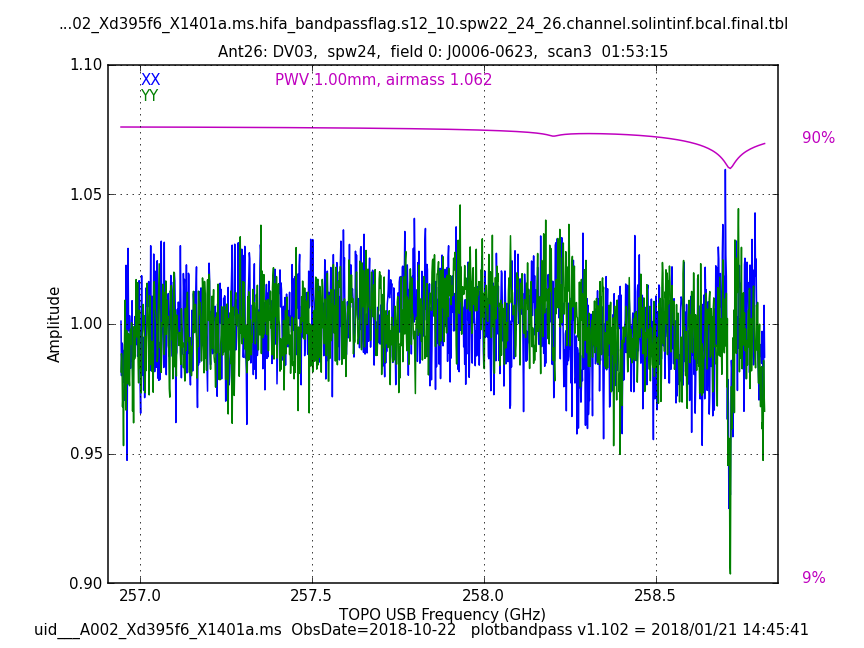 ...02_Xd395f6_X1401a.ms.hifa_bandpassflag.s12_10.spw22_24_26.channel.solintinf.bcal.final.tbl
Ant26: DV03, spw24, field 0: J0006-0623, scan3 01:53:15
1.10
XX
PWV 1.00mm, airmass 1.062
YY
90%
1.05
Amplitude
1.00
0.95
0.90
9%
257.0 257.5 258.0 258.5
TOPO USB Frequency (GHz)
uid___A002_Xd395f6_X1401a.ms ObsDate=2018-10-22 plotbandpass v1.102 = 2018/01/21 14:45:41